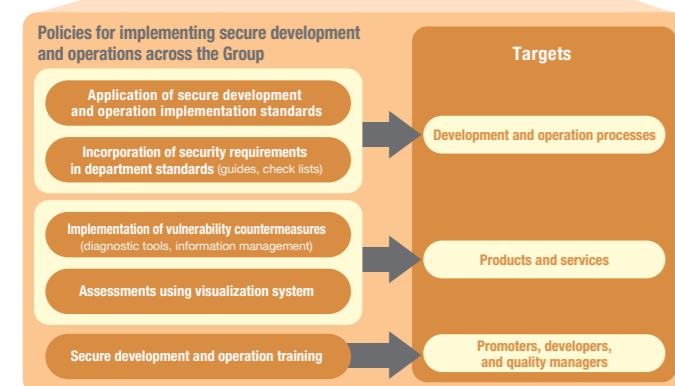 Policies for implementing secure development
and operations across the Group
Targets
Application of secure development
and operation implementation standards
Incorporation of security requirements
in department standards (guides, check lists)
Development and operation processes
Implementation of vulnerability countermeasures
(diagnostic tools, information management)
Assessments using visualization system
Products and services
Secure development and operation training
Promoters, developers,
and quality managers